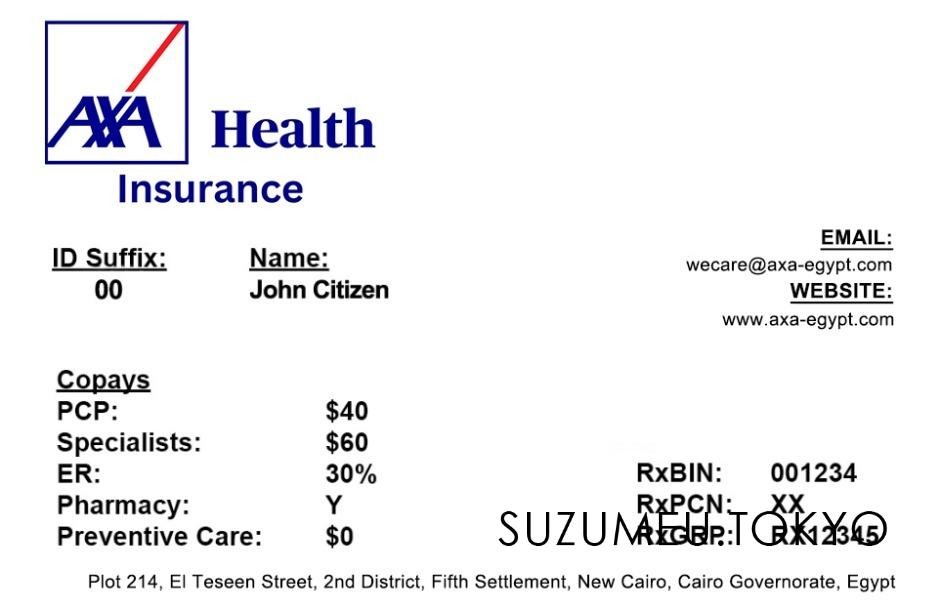 AXA Health
Insurance
ID Suffix: Name:
00 John Citizen
EMAIL:
wecare@axa-egypt.com
WEBSITE:
www.axa-egypt.com
Copays
PCP: $40
Specialists: $60
ER: 30%
Pharmacy: Y
Preventive Care: $0
RxBIN: 001234
RxPCN: XX
RxGRP: RX12345
SUZUMEU.TOKYO
Plot 214, El Teseen Street, 2nd District, Fifth Settlement, New Cairo, Cairo Governorate, Egypt